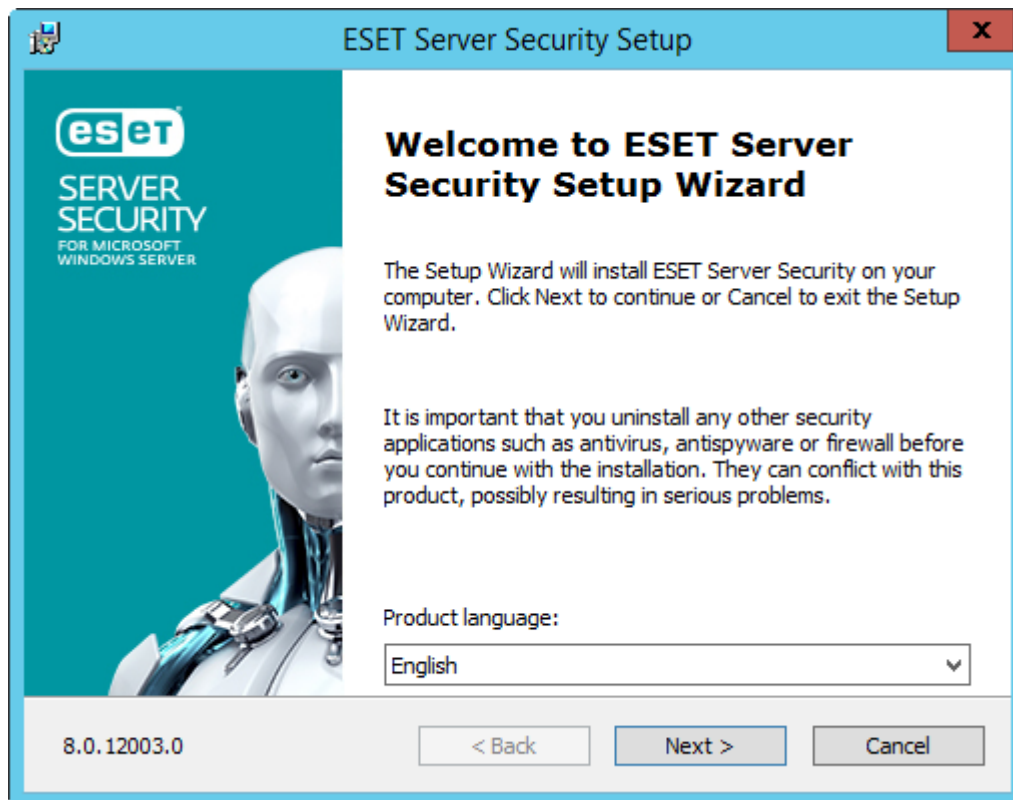 ESET Server Security Setup
x
eseT
SERVER
SECURITY
FOR MICROSOFT
WINDOWS SERVER
Welcome to ESET Server
Security Setup Wizard
The Setup Wizard will install ESET Server Security on your
computer. Click Next to continue or Cancel to exit the Setup
Wizard.
It is important that you uninstall any other security
applications such as antivirus, antispyware or firewall before
you continue with the installation. They can conflict with this
product, possibly resulting in serious problems.
Product language:
English
8.0.12003.0
< Back
Next >
Cancel